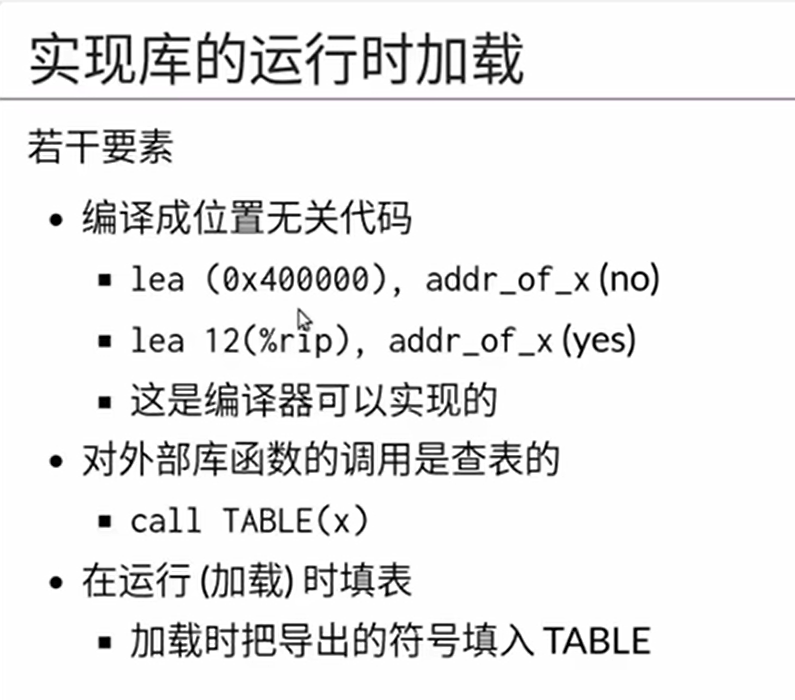 实现库的运行时加载
若干要素
• 编译成位置无关代码
▪ lea (0x400000), addr_of_x (no)
▪ lea 12(%rip), addr_of_x (yes)
▪ 这是编译器可以实现的
• 对外部库函数的调用是查表的
▪ call TABLE(x)
• 在运行 (加载) 时填表
▪ 加载时把导出的符号填入 TABLE